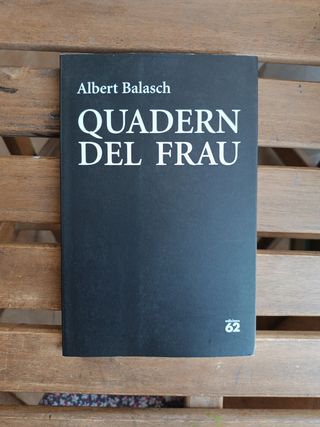 Albert Balasch
QUADERN
DEL FRAU
edicions
62